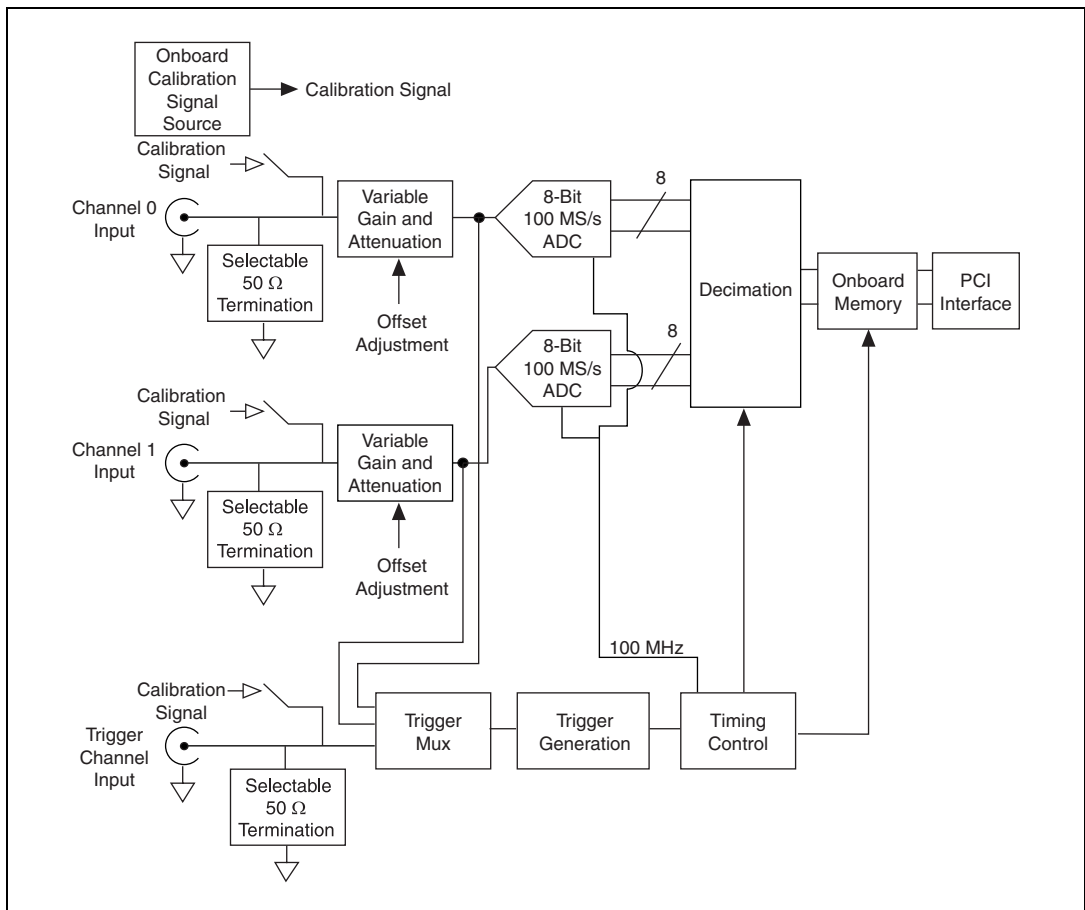 Onboard
Calibration
Signal
Source
Calibration Signal
Calibration
Signal
Channel 0
Input
Variable
Gain and
Attenuation
8-Bit
100 MS/s
ADC
8
Selectable
50 Ω
Termination
Offset
Adjustment
Decimation
Onboard
Memory
PCI
Interface
8-Bit
100 MS/s
ADC
8
Calibration
Signal
Channel 1
Input
Variable
Gain and
Attenuation
Selectable
50 Ω
Termination
Offset
Adjustment
100 MHz
Calibration
Signal
Trigger
Channel
Input
Trigger
Mux
Trigger
Generation
Timing
Control
Selectable
50 Ω
Termination